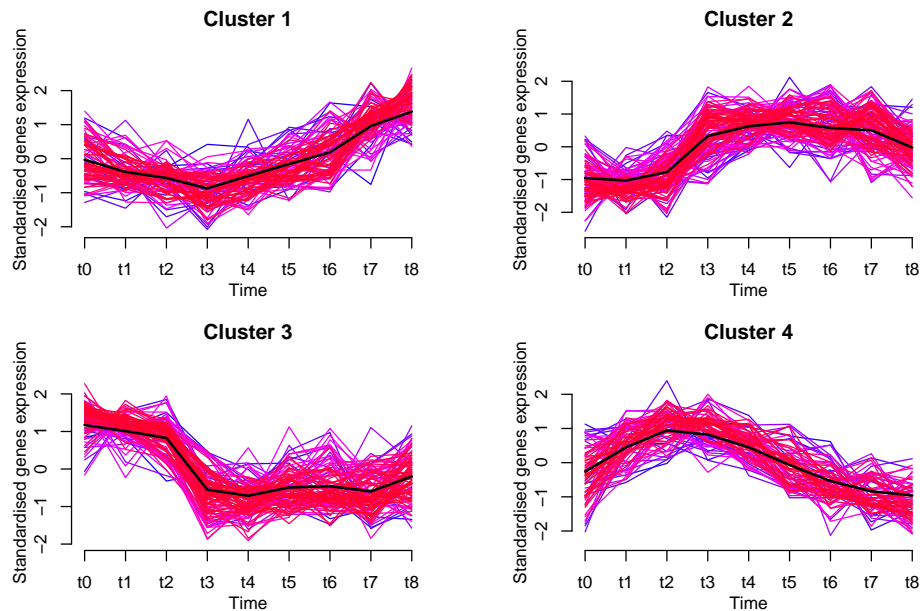 Cluster 1
Standardised genes expression
2
1
0
−1
−2
t0 t1 t2 t3 t4 t5 t6 t7 t8
Time
Cluster 2
Standardised genes expression
2
1
0
−1
−2
t0 t1 t2 t3 t4 t5 t6 t7 t8
Time
Cluster 3
Standardised genes expression
2
1
0
−1
−2
t0 t1 t2 t3 t4 t5 t6 t7 t8
Time
Cluster 4
Standardised genes expression
2
1
0
−1
−2
t0 t1 t2 t3 t4 t5 t6 t7 t8
Time